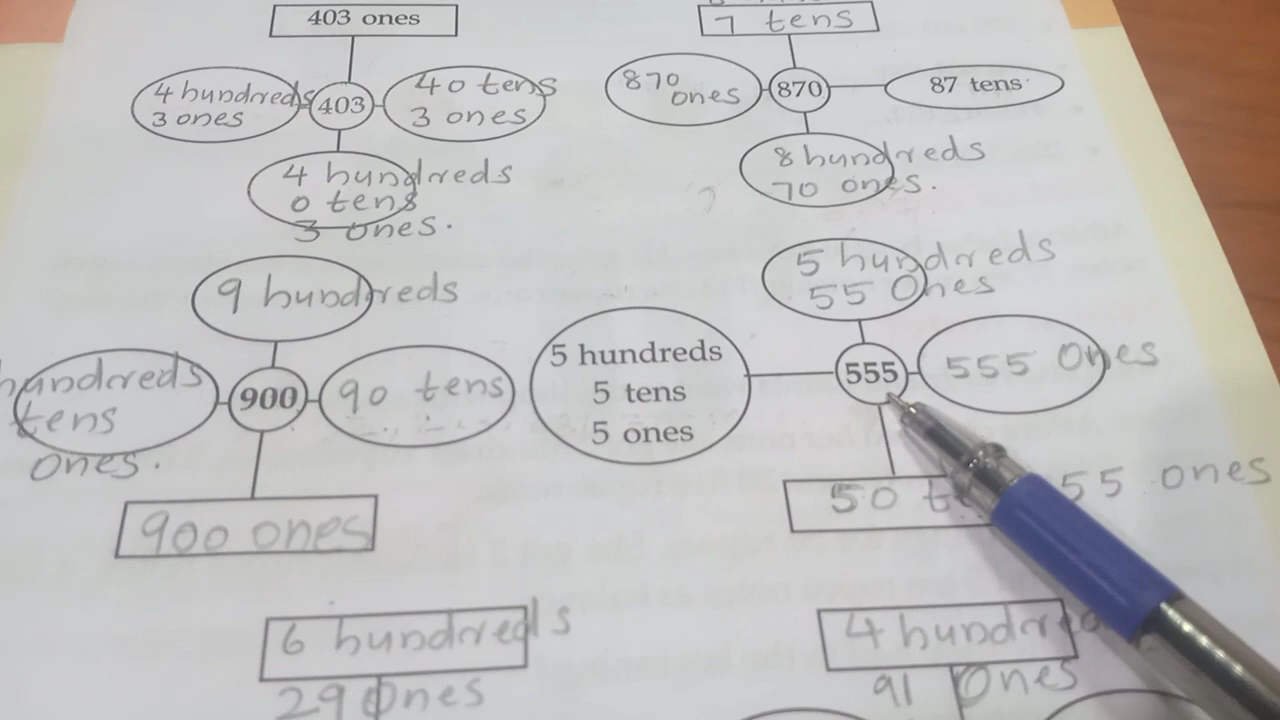 403 ones
4 hundreds
3 ones
403
40 tens
3 ones
4 hundreds
0 tens
3 ones.
7 tens
870
ones
870
87 tens
8 hundreds
70 ones.
9 hundreds
hundreds
tens
ones.
900
90 tens
900 ones
5 hundreds
55 Ones
5 hundreds
5 tens
5 ones
555
555 Ones
50 55 ones
6 hundreds
29 Ones
4
91 Ones